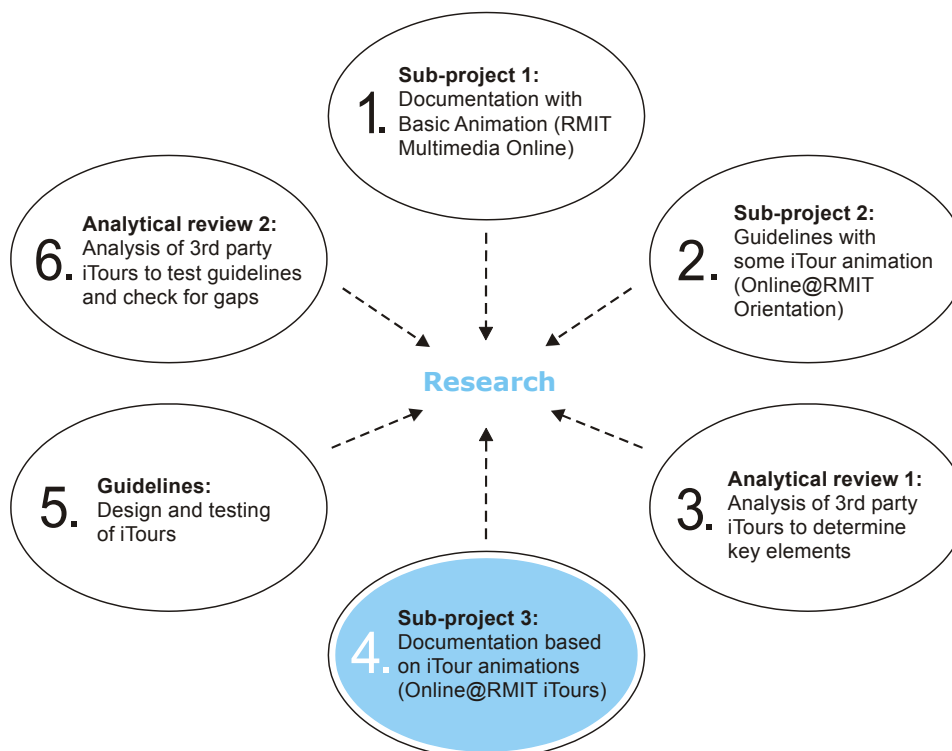 1.
Sub-project 1:
Documentation with
Basic Animation (RMIT
Multimedia Online)
2.
Sub-project 2:
Guidelines with
some iTour animation
(Online@RMIT
Orientation)
3.
Analytical review 1:
Analysis of 3rd party
iTours to determine
key elements
4.
Sub-project 3:
Documentation based
on iTour animations
(Online@RMIT iTours)
5.
Guidelines:
Design and testing
of iTours
6.
Analytical review 2:
Analysis of 3rd party
iTours to test guidelines
and check for gaps
Research